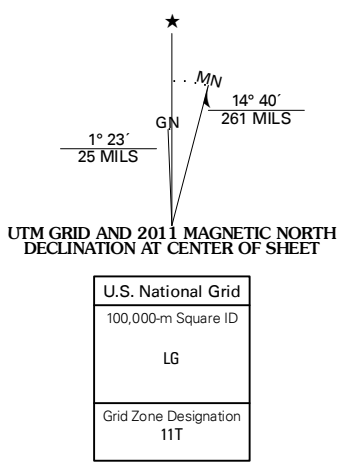 ★
MN
14° 40´
261 MILS
GN
1° 23´
25 MILS
UTM GRID AND 2011 MAGNETIC NORTH
DECLINATION AT CENTER OF SHEET
U.S. National Grid
100,000-m Square ID
LG
Grid Zone Designation
11T